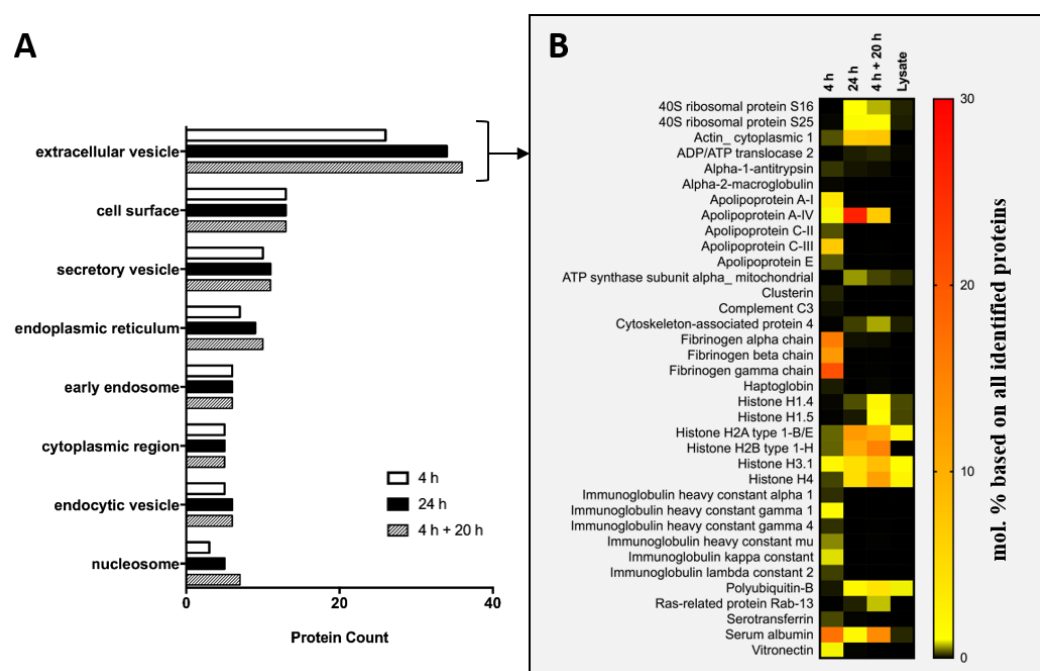 A
extracellular vesicle
cell surface
secretory vesicle
endoplasmic reticulum
early endosome
cytoplasmic region
endocytic vesicle
nucleosome
4 h
24 h
4 h + 20 h
0
20
40
Protein Count
B
4 h
24 h
4 h + 20 h
Lysate
40S ribosomal protein S16
40S ribosomal protein S25
Actin_ cytoplasmic 1
ADP/ATP translocase 2
Alpha-1-antitrypsin
Alpha-2-macroglobulin
Apolipoprotein A-I
Apolipoprotein A-IV
Apolipoprotein C-II
Apolipoprotein C-III
Apolipoprotein E
ATP synthase subunit alpha_ mitochondrial
Clusterin
Complement C3
Cytoskeleton-associated protein 4
Fibrinogen alpha chain
Fibrinogen beta chain
Fibrinogen gamma chain
Haptoglobin
Histone H1.4
Histone H1.5
Histone H2A type 1-B/E
Histone H2B type 1-H
Histone H3.1
Histone H4
Immunoglobulin heavy constant alpha 1
Immunoglobulin heavy constant gamma 1
Immunoglobulin heavy constant gamma 4
Immunoglobulin heavy constant mu
Immunoglobulin kappa constant
Immunoglobulin lambda constant 2
Polyubiquitin-B
Ras-related protein Rab-13
Serotransferrin
Serum albumin
Vitronectin
30
20
10
0
mol. % based on all identified proteins